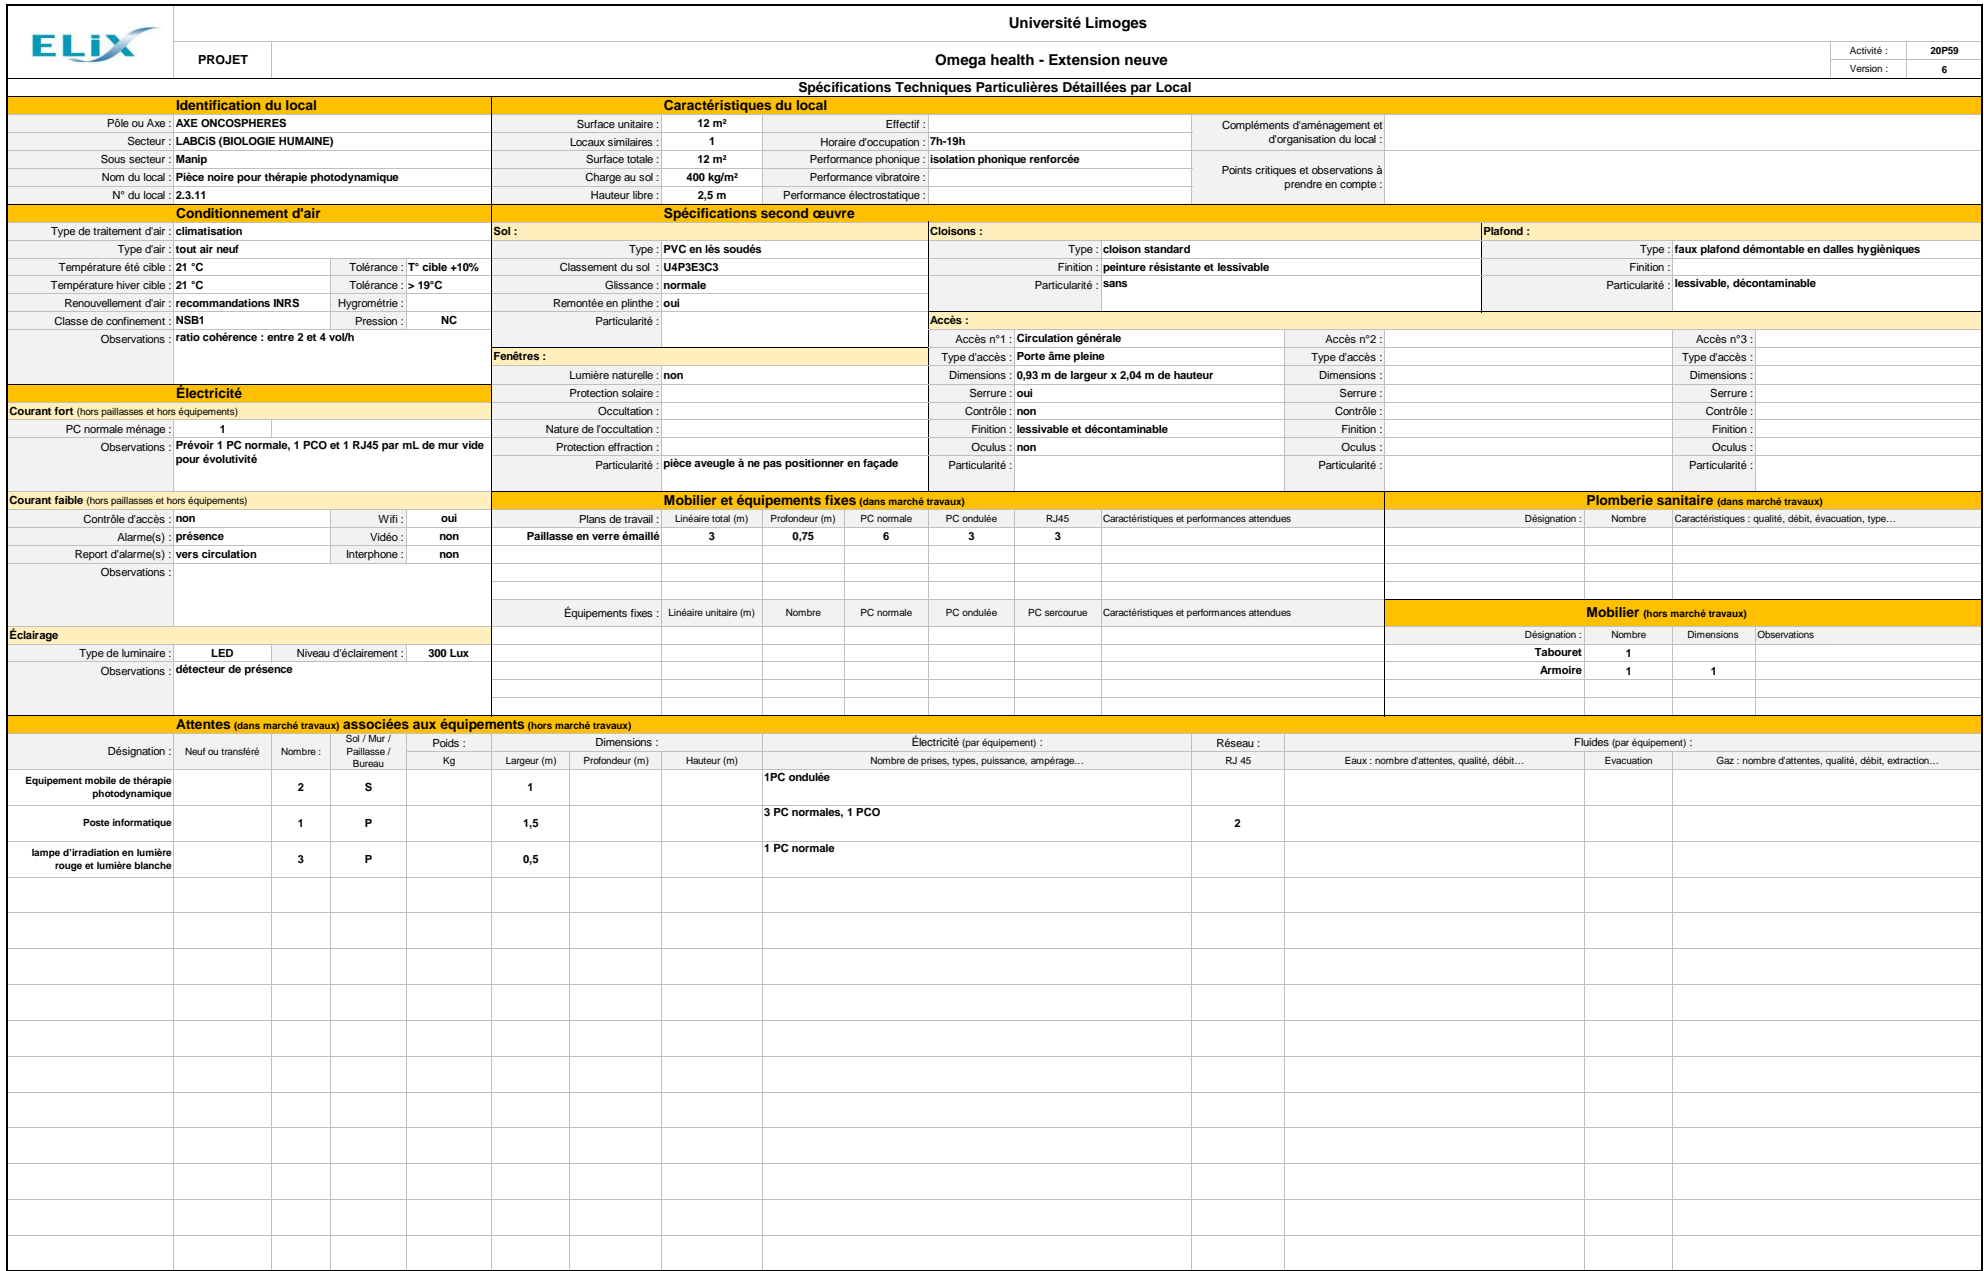 ELiX
Université Limoges
PROJET
Omega health - Extension neuve
Activité : 20P59
Version : 6
Spécifications Techniques Particulières Détaillées par Local
Identification du local
Caractéristiques du local
Pôle ou Axe : AXE ONCOSPHERES
Secteur : LABCiS (BIOLOGIE HUMAINE)
Sous secteur : Manip
Nom du local : Pièce noire pour thérapie photodynamique
N° du local : 2.3.11
Surface unitaire : 12 m²
Locaux similaires : 1
Surface totale : 12 m²
Charge au sol : 400 kg/m²
Hauteur libre : 2,5 m
Effectif :
Horaire d'occupation : 7h-19h
Performance phonique : isolation phonique renforcée
Performance vibratoire :
Performance électrostatique :
Compléments d'aménagement et
d'organisation du local :
Points critiques et observations à
prendre en compte :
Conditionnement d'air
Type de traitement d'air : climatisation
Type d'air : tout air neuf
Température été cible : 21 °C Tolérance : T° cible +10%
Température hiver cible : 21 °C Tolérance : > 19°C
Renouvellement d'air : recommandations INRS Hygrométrie :
Classe de confinement : NSB1 Pression : NC
Observations : ratio cohérence : entre 2 et 4 vol/h
Spécifications second œuvre
Sol :
Type : PVC en lès soudés
Classement du sol : U4P3E3C3
Glissance : normale
Remontée en plinthe : oui
Particularité :
Cloisons :
Type : cloison standard
Finition : peinture résistante et lessivable
Particularité : sans
Plafond :
Type : faux plafond démontable en dalles hygièniques
Finition :
Particularité : lessivable, décontaminable
Fenêtres :
Lumière naturelle : non
Protection solaire :
Occultation :
Nature de l'occultation :
Protection effraction :
Particularité : pièce aveugle à ne pas positionner en façade
Accès :
Accès n°1 : Circulation générale
Type d'accès : Porte âme pleine
Dimensions : 0,93 m de largeur x 2,04 m de hauteur
Serrure : oui
Contrôle : non
Finition : lessivable et décontaminable
Oculus : non
Particularité :
Accès n°2 :
Type d'accès :
Dimensions :
Serrure :
Contrôle :
Finition :
Oculus :
Particularité :
Accès n°3 :
Type d'accès :
Dimensions :
Serrure :
Contrôle :
Finition :
Oculus :
Particularité :
Électricité
Courant fort (hors paillasses et hors équipements)
PC normale ménage : 1
Observations : Prévoir 1 PC normale, 1 PCO et 1 RJ45 par mL de mur vide
pour évolutivité
Courant faible (hors paillasses et hors équipements)
Contrôle d'accès : non Wifi : oui
Alarme(s) : présence Vidéo : non
Report d'alarme(s) : vers circulation Interphone : non
Observations :
Éclairage
Type de luminaire : LED Niveau d'éclairement : 300 Lux
Observations : détecteur de présence
Mobilier et équipements fixes (dans marché travaux)
Plans de travail : Linéaire total (m) Profondeur (m) PC normale PC ondulée RJ45 Caractéristiques et performances attendues
Paillasse en verre émaillé 3 0,75 6 3 3
Équipements fixes : Linéaire unitaire (m) Nombre PC normale PC ondulée PC sercourue Caractéristiques et performances attendues
Plomberie sanitaire (dans marché travaux)
Désignation : Nombre Caractéristiques : qualité, débit, évacuation, type…
Mobilier (hors marché travaux)
Désignation : Nombre Dimensions Observations
Tabouret 1
Armoire 1 1
Attentes (dans marché travaux) associées aux équipements (hors marché travaux)
Désignation : Neuf ou transféré Nombre : Sol / Mur /
Paillasse /
Bureau
Poids : Dimensions : Électricité (par équipement) : Réseau : Fluides (par équipement) :
Kg Largeur (m) Profondeur (m) Hauteur (m) Nombre de prises, types, puissance, ampérage… RJ 45 Eaux : nombre d'attentes, qualité, débit… Evacuation Gaz : nombre d'attentes, qualité, débit, extraction…
Equipement mobile de thérapie
photodynamique
2 S 1 1PC ondulée
Poste informatique 1 P 1,5 3 PC normales, 1 PCO 2
lampe d'irradiation en lumière
rouge et lumière blanche
3 P 0,5 1 PC normale